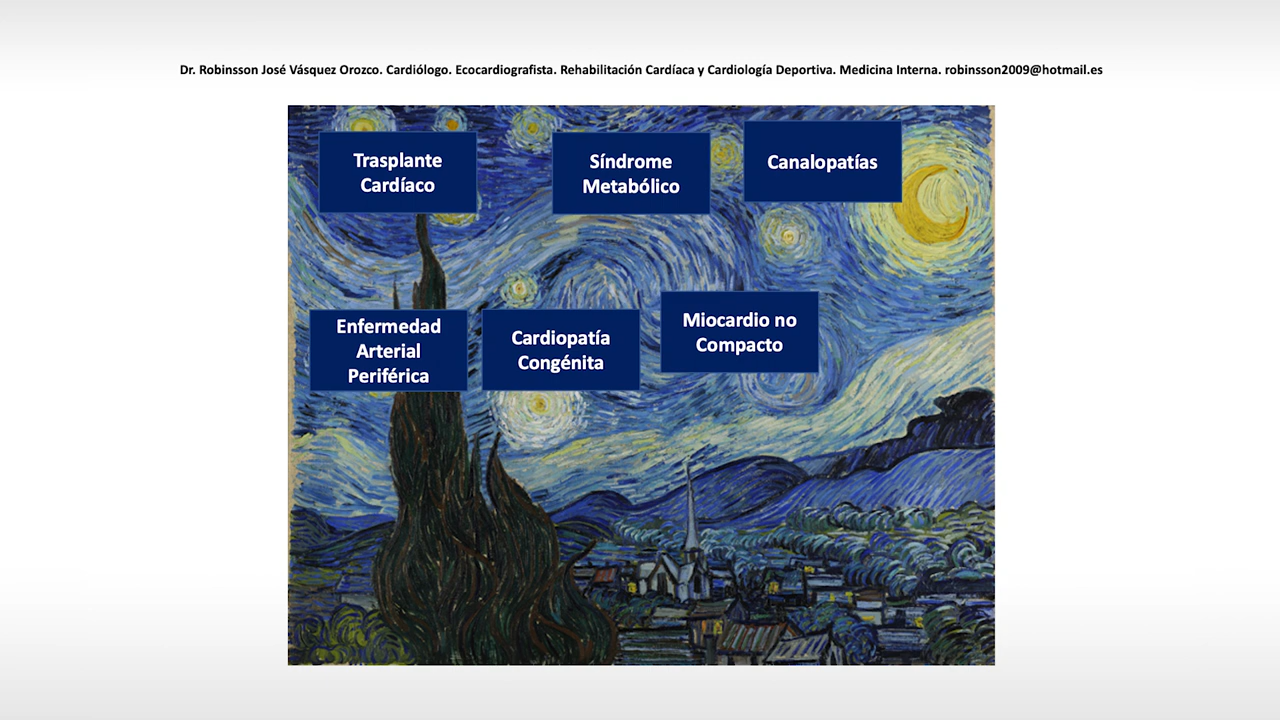 Dr. Robinsson José Vásquez Orozco. Cardiólogo. Ecocardiografista. Rehabilitación Cardíaca y Cardiología Deportiva. Medicina Interna. robinsson2009@hotmail.es
Trasplante
Cardíaco
Síndrome
Metabólico
Canalopatías
Enfermedad
Arterial
Periférica
Cardiopatía
Congénita
Miocardio no
Compacto